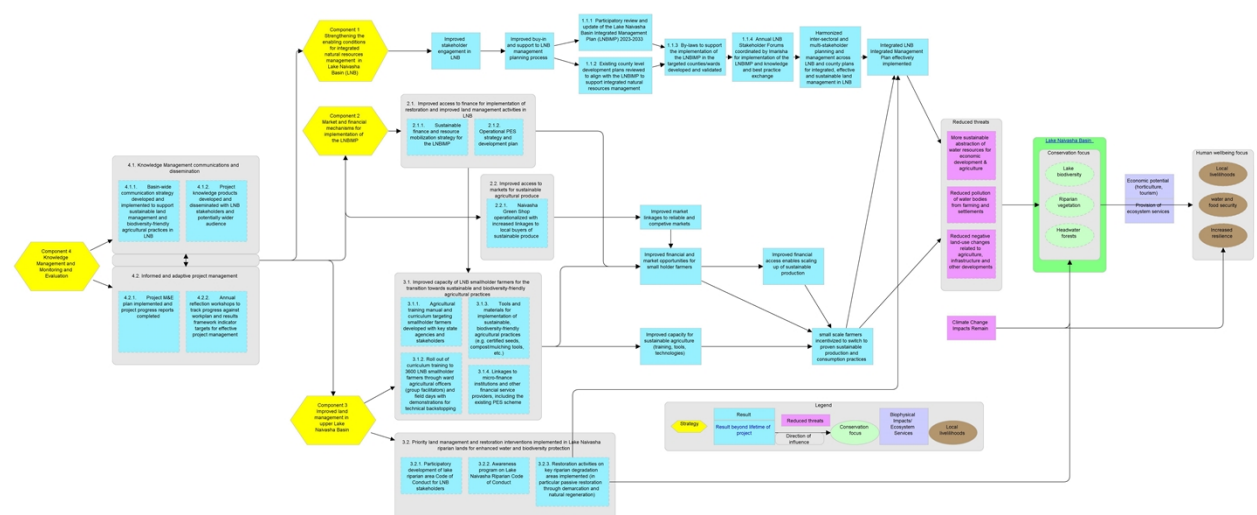 Component 1
Strengthening the
enabling conditions
for integrated
natural resources
management in
Lake Naivasha
Basin (LNB)
Improved
stakeholder
engagement in
LNB
Improved buy-in
and support to LNB
management
planning process
1.1.1 Participatory review and
update of the Lake Naivasha
Basin Integrated Management
Plan (LNBIMP) 2023-2033
1.1.2 Existing county level
development plans reviewed
to align with the LNBIMP to
support integrated natural
resources management
1.1.3 By-laws to support
the implementation of the
LNBIMP in the targeted
counties/wards
developed and validated
1.1.4 Annual LNB
Stakeholder Forums
coordinated by Imarisha
for implementation of the
LNBIMP and knowledge
and best practice
exchange
Harmonized
inter-sectoral and
multi-stakeholder
planning and
management across
LNB and county plans
for integrated, effective
and sustainable land
management in LNB
Integrated LNB
Integrated Management
Plan effectively
implemented
Component 2
Market and financial
mechanisms for
implementation of
the LNBIMP
2.1. Improved access to finance for implementation of
restoration and improved land management activities in
LNB
2.1.1. Sustainable
finance and resource
mobilization strategy for
the LNBIMP
2.1.2.
Operational PES
strategy and
development plan
2.2. Improved access to
markets for sustainable
agricultural produce
2.2.1. Naivasha
Green Shop
operationalized with
increased linkages to
local buyers of
sustainable produce
4.1. Knowledge Management communications and
dissemination
4.1.1. Basin-wide
communication strategy
developed and
implemented to support
sustainable land
management and
biodiversity-friendly
agricultural practices in
LNB
4.1.2. Project
knowledge products
developed and
disseminated with LNB
stakeholders and
potentially wider
audience
Component 4
Knowledge
Management and
Monitoring and
Evaluation
4.2. Informed and adaptive project management
4.2.1. Project M&E
plan implemented and
project progress reports
completed
4.2.2. Annual
reflection workshops to
track progress against
workplan and results
framework indicator
targets for effective
project management
3.1. Improved capacity of LNB smallholder farmers for the
transition towards sustainable and biodiversity-friendly
agricultural practices
3.1.1. Agricultural
training manual and
curriculum targeting
smallholder farmers
developed with key
state agencies and
stakeholders
3.1.3. Tools and
materials for
implementation of
sustainable,
biodiversity-friendly
agricultural practices
(e.g. certified seeds,
compost/mulching tools,
etc.)
3.1.2. Roll out of
curriculum training to
3600 LNB smallholder
farmers through ward
agricultural officers
(group facilitators) and
field days with
demonstrations for
technical backstopping
3.1.4. Linkages to
micro-finance
institutions and other
financial service
providers, including the
existing PES scheme
Component 3
Improved land
management in
upper Lake
Naivasha Basin
3.2. Priority land management and restoration interventions implemented in Lake Naivasha
riparian lands for enhanced water and biodiversity protection
3.2.1. Participatory
development of lake
riparian area Code of
Conduct for LNB
stakeholders
3.2.2. Awareness
program on Lake
Naivasha Riparian Code
of Conduct
3.2.3. Restoration activities on
key riparian degradation
areas implemented (in
particular passive restoration
through demarcation and
natural regeneration)
Improved market
linkages to reliable and
competive markets
Improved financial and
market opportunities for
small holder farmers
Improved financial
access enables scaling
up of sustainable
production
Improved capacity for
sustainable agriculture
(training, tools,
technologies)
small scale farmers
incentivized to switch to
proven sustainable
production and
consumption practices
Reduced threats
More sustainable
abstraction of
water resources for
economic
development &
agriculture
Reduced pollution
of water bodies
from farming and
settlements
Reduced negative
land-use changes
related to
agriculture,
infrastructure and
other developments
Climate Change
Impacts Remain
Lake Naivasha Basin
Conservation focus
Lake
biodiversity
Riparian
vegetation
Headwater
forests
Economic potential
(horticulture,
tourism)
Provision of
ecosystem services
Human wellbeing focus
Local
livelihoods
water and
food security
Increased
resilience
Legend
Strategy
Result
Result beyond lifetime of
project
Reduced threats
Direction of
influence
Conservation
focus
Biophysical
Impacts/
Ecosystem
Services
Local
livelihoods